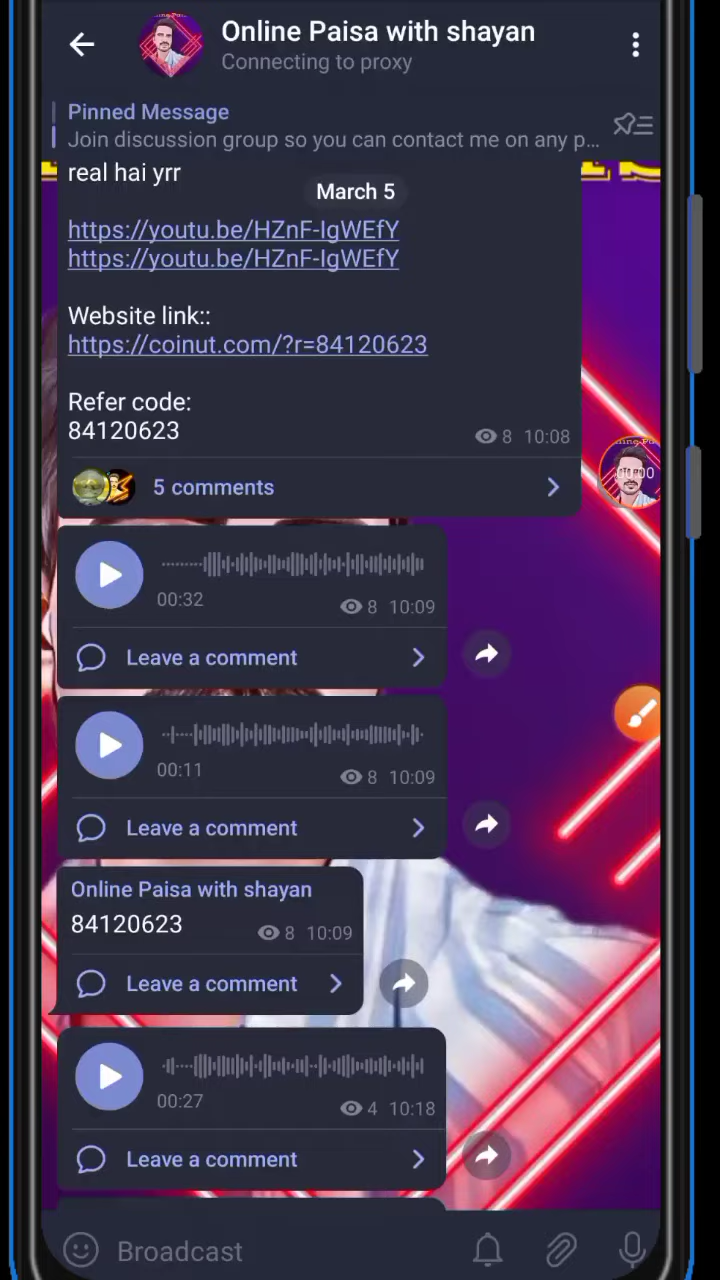 Online Paisa with shayan
Connecting to proxy
Pinned Message
Join discussion group so you can contact me on any p...
real hai yrr
March 5
https://youtu.be/HZnF-IgWEfY
https://youtu.be/HZnF-IgWEfY
Website link::
https://coinut.com/?r=84120623
Refer code:
84120623
8 10:08
5 comments
00:00
00:32
8 10:09
Leave a comment
00:11
8 10:09
Leave a comment
Online Paisa with shayan
84120623
8 10:09
Leave a comment
00:27
4 10:18
Leave a comment
Broadcast